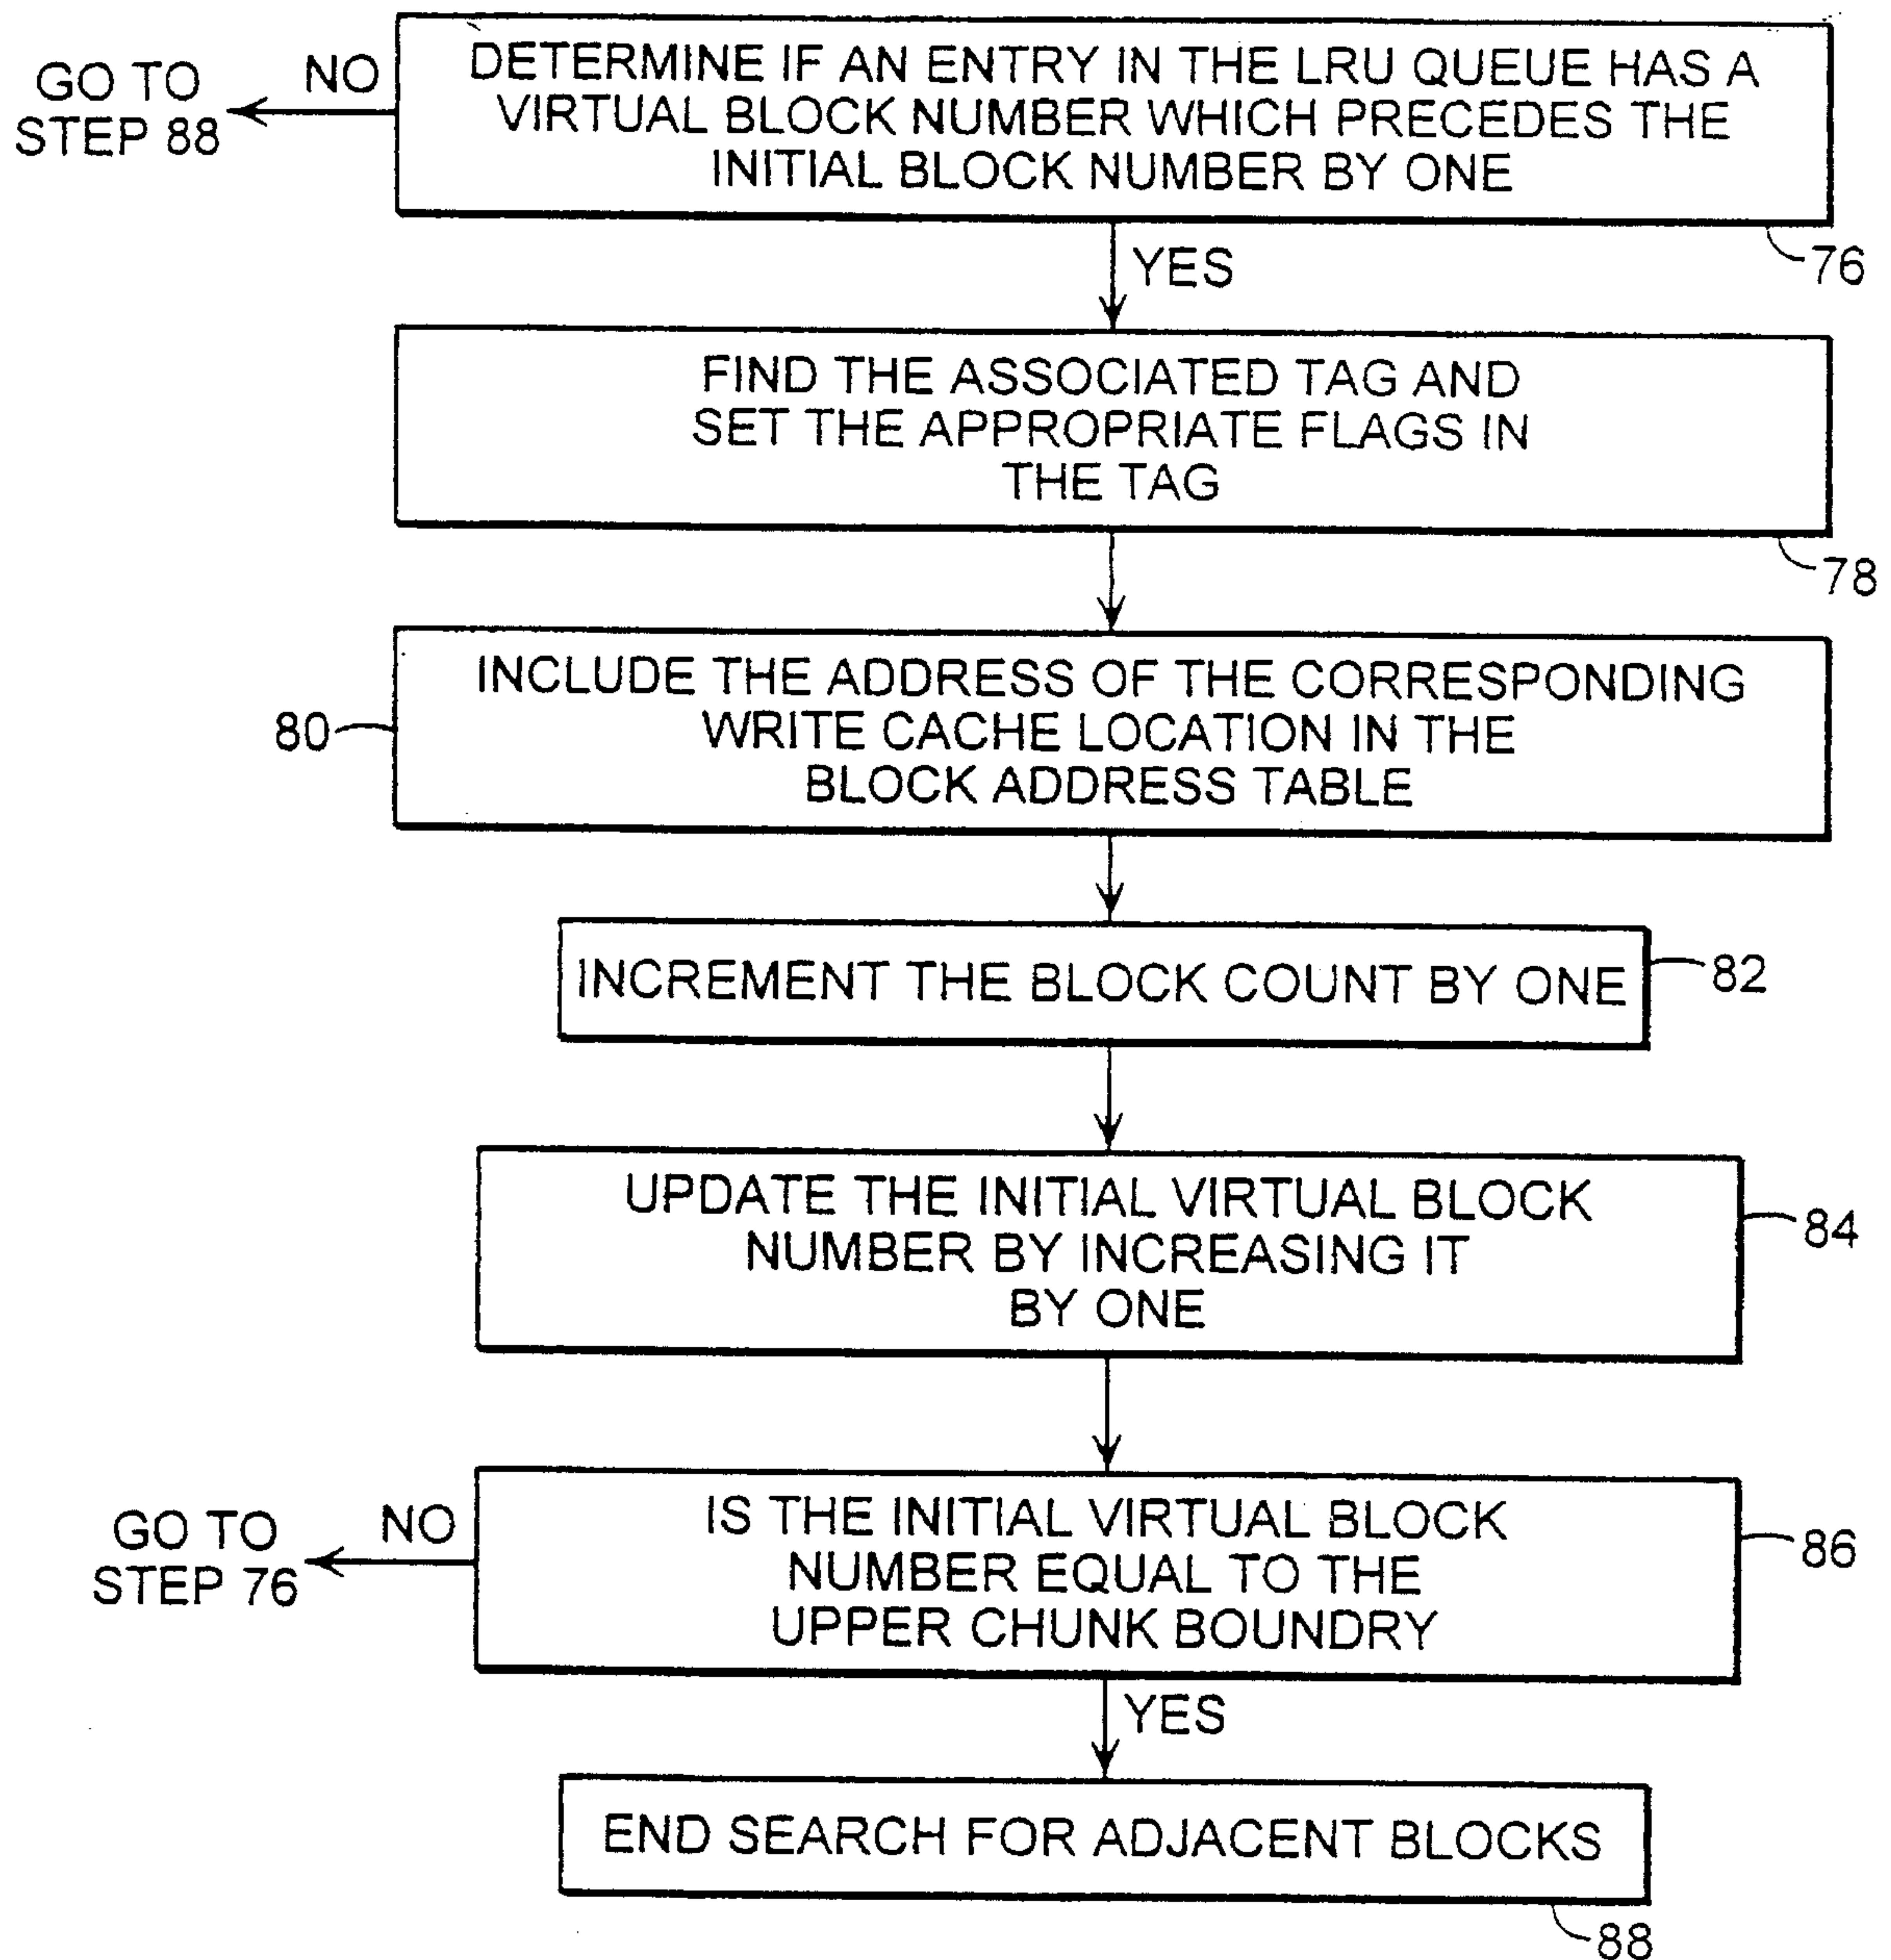 DETERMINE IF AN ENTRY IN THE LRU QUEUE HAS A
VIRTUAL BLOCK NUMBER WHICH PRECEDES THE
INITIAL BLOCK NUMBER BY ONE
NO
GO TO
STEP 88
76
YES
FIND THE ASSOCIATED TAG AND
SET THE APPROPRIATE FLAGS IN
THE TAG
78
INCLUDE THE ADDRESS OF THE CORRESPONDING
WRITE CACHE LOCATION IN THE
BLOCK ADDRESS TABLE
80
INCREMENT THE BLOCK COUNT BY ONE
82
UPDATE THE INITIAL VIRTUAL BLOCK
NUMBER BY INCREASING IT
BY ONE
84
IS THE INITIAL VIRTUAL BLOCK
NUMBER EQUAL TO THE
UPPER CHUNK BOUNDRY
86
NO
GO TO
STEP 76
YES
END SEARCH FOR ADJACENT BLOCKS
88